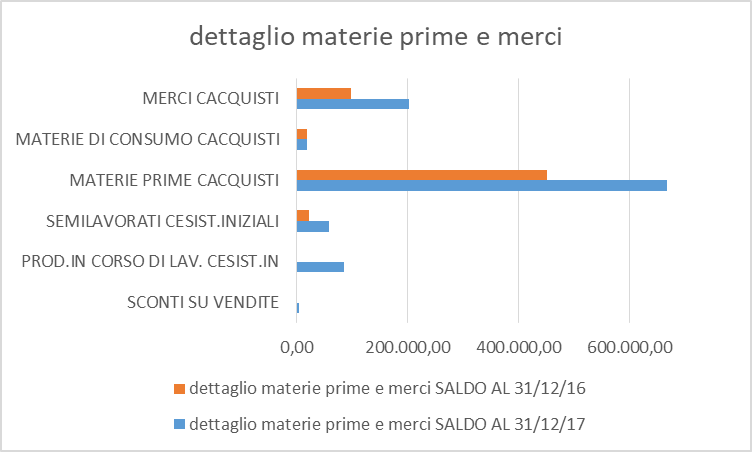 dettaglio materie prime e merci
MERCI CACQUISTI
MATERIE DI CONSUMO CACQUISTI
MATERIE PRIME CACQUISTI
SEMILAVORATI CESIST.INIZIALI
PROD.IN CORSO DI LAV. CESIST.IN
SCONTI SU VENDITE
0,00 200.000,00 400.000,00 600.000,00
dettaglio materie prime e merci SALDO AL 31/12/16
dettaglio materie prime e merci SALDO AL 31/12/17